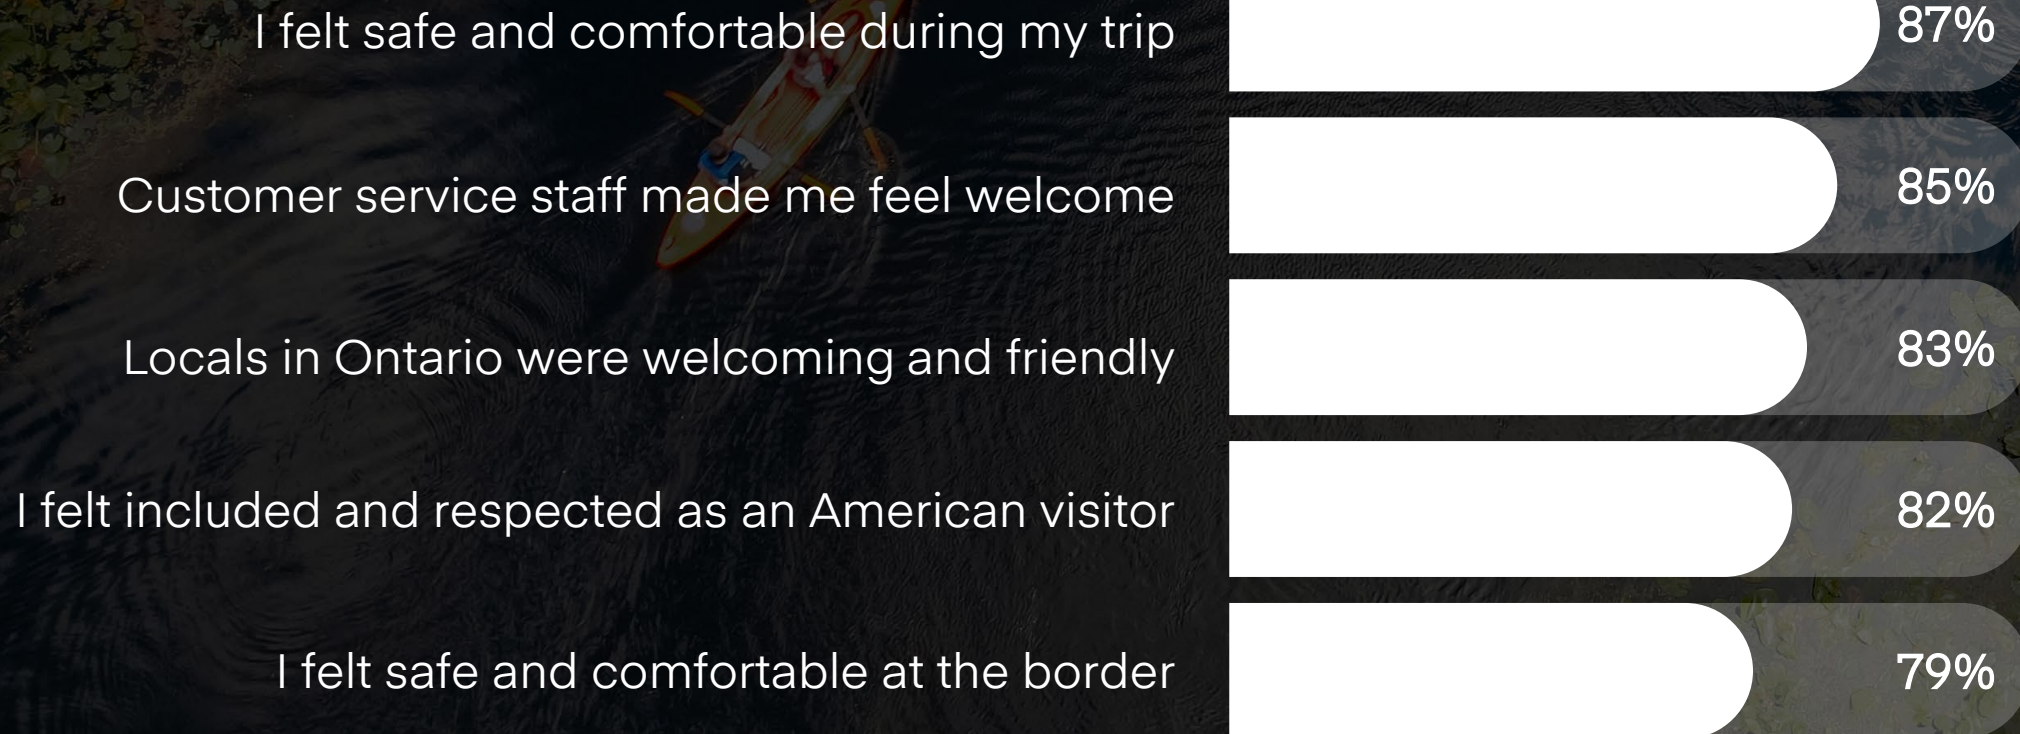 I felt safe and comfortable during my trip 87%
Customer service staff made me feel welcome 85%
Locals in Ontario were welcoming and friendly 83%
I felt included and respected as an American visitor 82%
I felt safe and comfortable at the border 79%